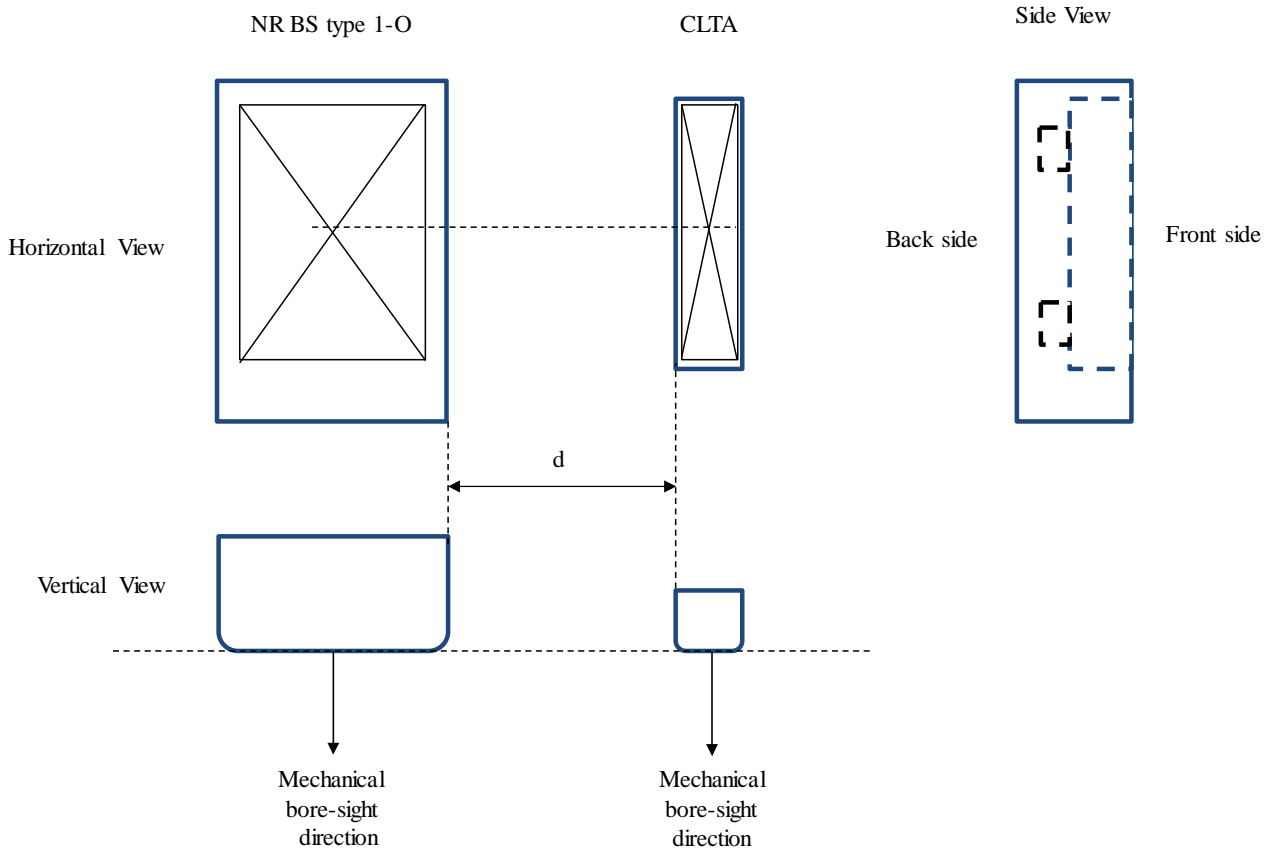 NR BS type 1-O
CLTA
Side View
Horizontal View
Back side
Front side
d
Vertical View
Mechanical
bore-sight
direction
Mechanical
bore-sight
direction